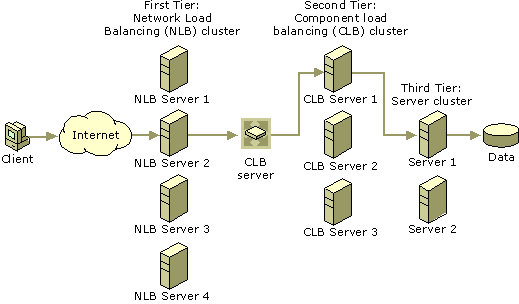 First Tier:
Network Load
Balancing (NLB) cluster
Second Tier:
Component load
balancing (CLB) cluster
Third Tier:
Server cluster
NLB Server 1
CLB Server 1
Client
Internet
NLB Server 2
CLB
server
CLB Server 2
Server 1
Data
NLB Server 3
CLB Server 3
Server 2
NLB Server 4